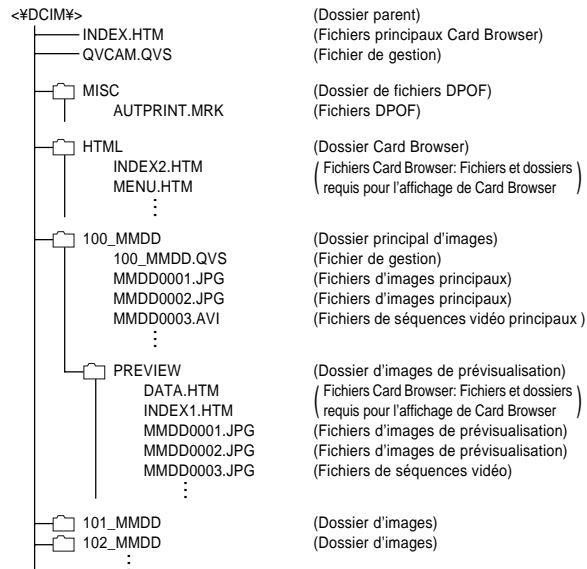 <¥DCIM¥> (Dossier parent)
INDEX.HTM (Fichiers principaux Card Browser)
QVCAM.QVS (Fichier de gestion)
MISC (Dossier de fichiers DPOF)
AUTPRINT.MRK (Fichiers DPOF)
HTML (Dossier Card Browser)
INDEX2.HTM (Fichiers Card Browser: Fichiers et dossiers
MENU.HTM requis pour l'affichage de Card Browser)
⋮
100_MMDD (Dossier principal d'images)
100_MMDD.QVS (Fichier de gestion)
MMDD0001.JPG (Fichiers d'images principaux)
MMDD0002.JPG (Fichiers d'images principaux)
MMDD0003.AVI (Fichiers de séquences vidéo principaux )
⋮
PREVIEW (Dossier d'images de prévisualisation)
DATA.HTM (Fichiers Card Browser: Fichiers et dossiers
INDEX1.HTM requis pour l'affichage de Card Browser)
MMDD0001.JPG (Fichiers d'images de prévisualisation)
MMDD0002.JPG (Fichiers d'images de prévisualisation)
MMDD0003.JPG (Fichiers de séquences vidéo)
⋮
101_MMDD (Dossier d'images)
102_MMDD (Dossier d'images)
⋮